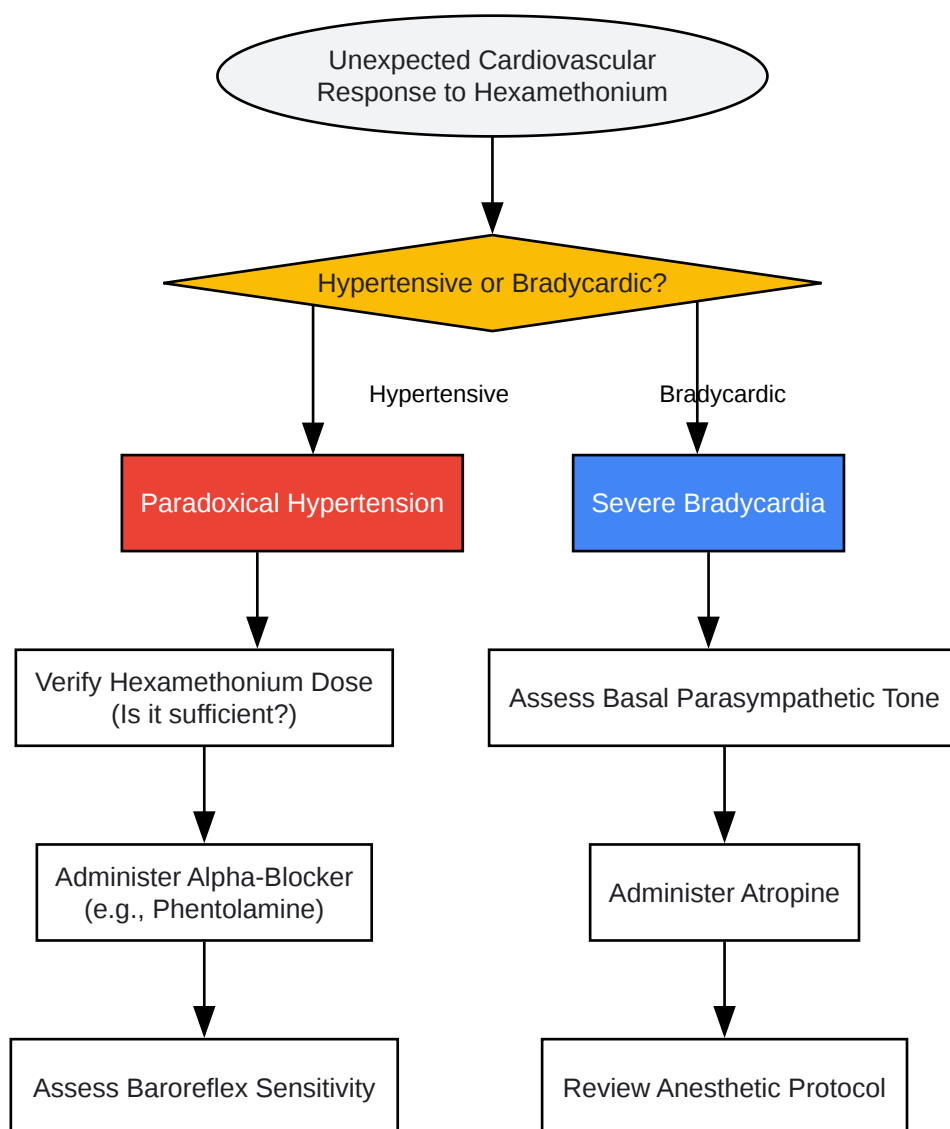 Unexpected Cardiovascular
Response to Hexamethonium
Hypertensive or Bradycardic?
Hypertensive
Bradycardic
Paradoxical Hypertension
Severe Bradycardia
Verify Hexamethonium Dose
(Is it sufficient?)
Assess Basal Parasympathetic Tone
Administer Alpha-Blocker
(e.g., Phentolamine)
Administer Atropine
Assess Baroreflex Sensitivity
Review Anesthetic Protocol